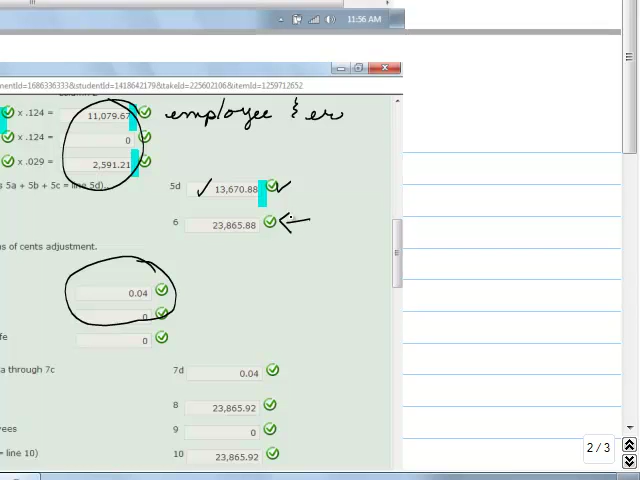 11:56 AM
mentId=1686336333&studentId=1418642179&takeId=225602106&itemId=1259712652
x .124 = 11,079.67 employee & er
x .124 = 0
x .029 = 2,591.21
s 5a + 5b + 5c = line 5d). 5d 13,670.88
6 23,865.88
ns of cents adjustment.
0.04
0
fe 0
a through 7c 7d 0.04
8 23,865.92
yees 9 0
= line 10) 10 23,865.92
2 / 3